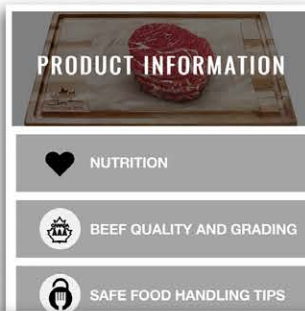 PRODUCT INFORMATION
NUTRITION
BEEF QUALITY AND GRADING
SAFE FOOD HANDLING TIPS